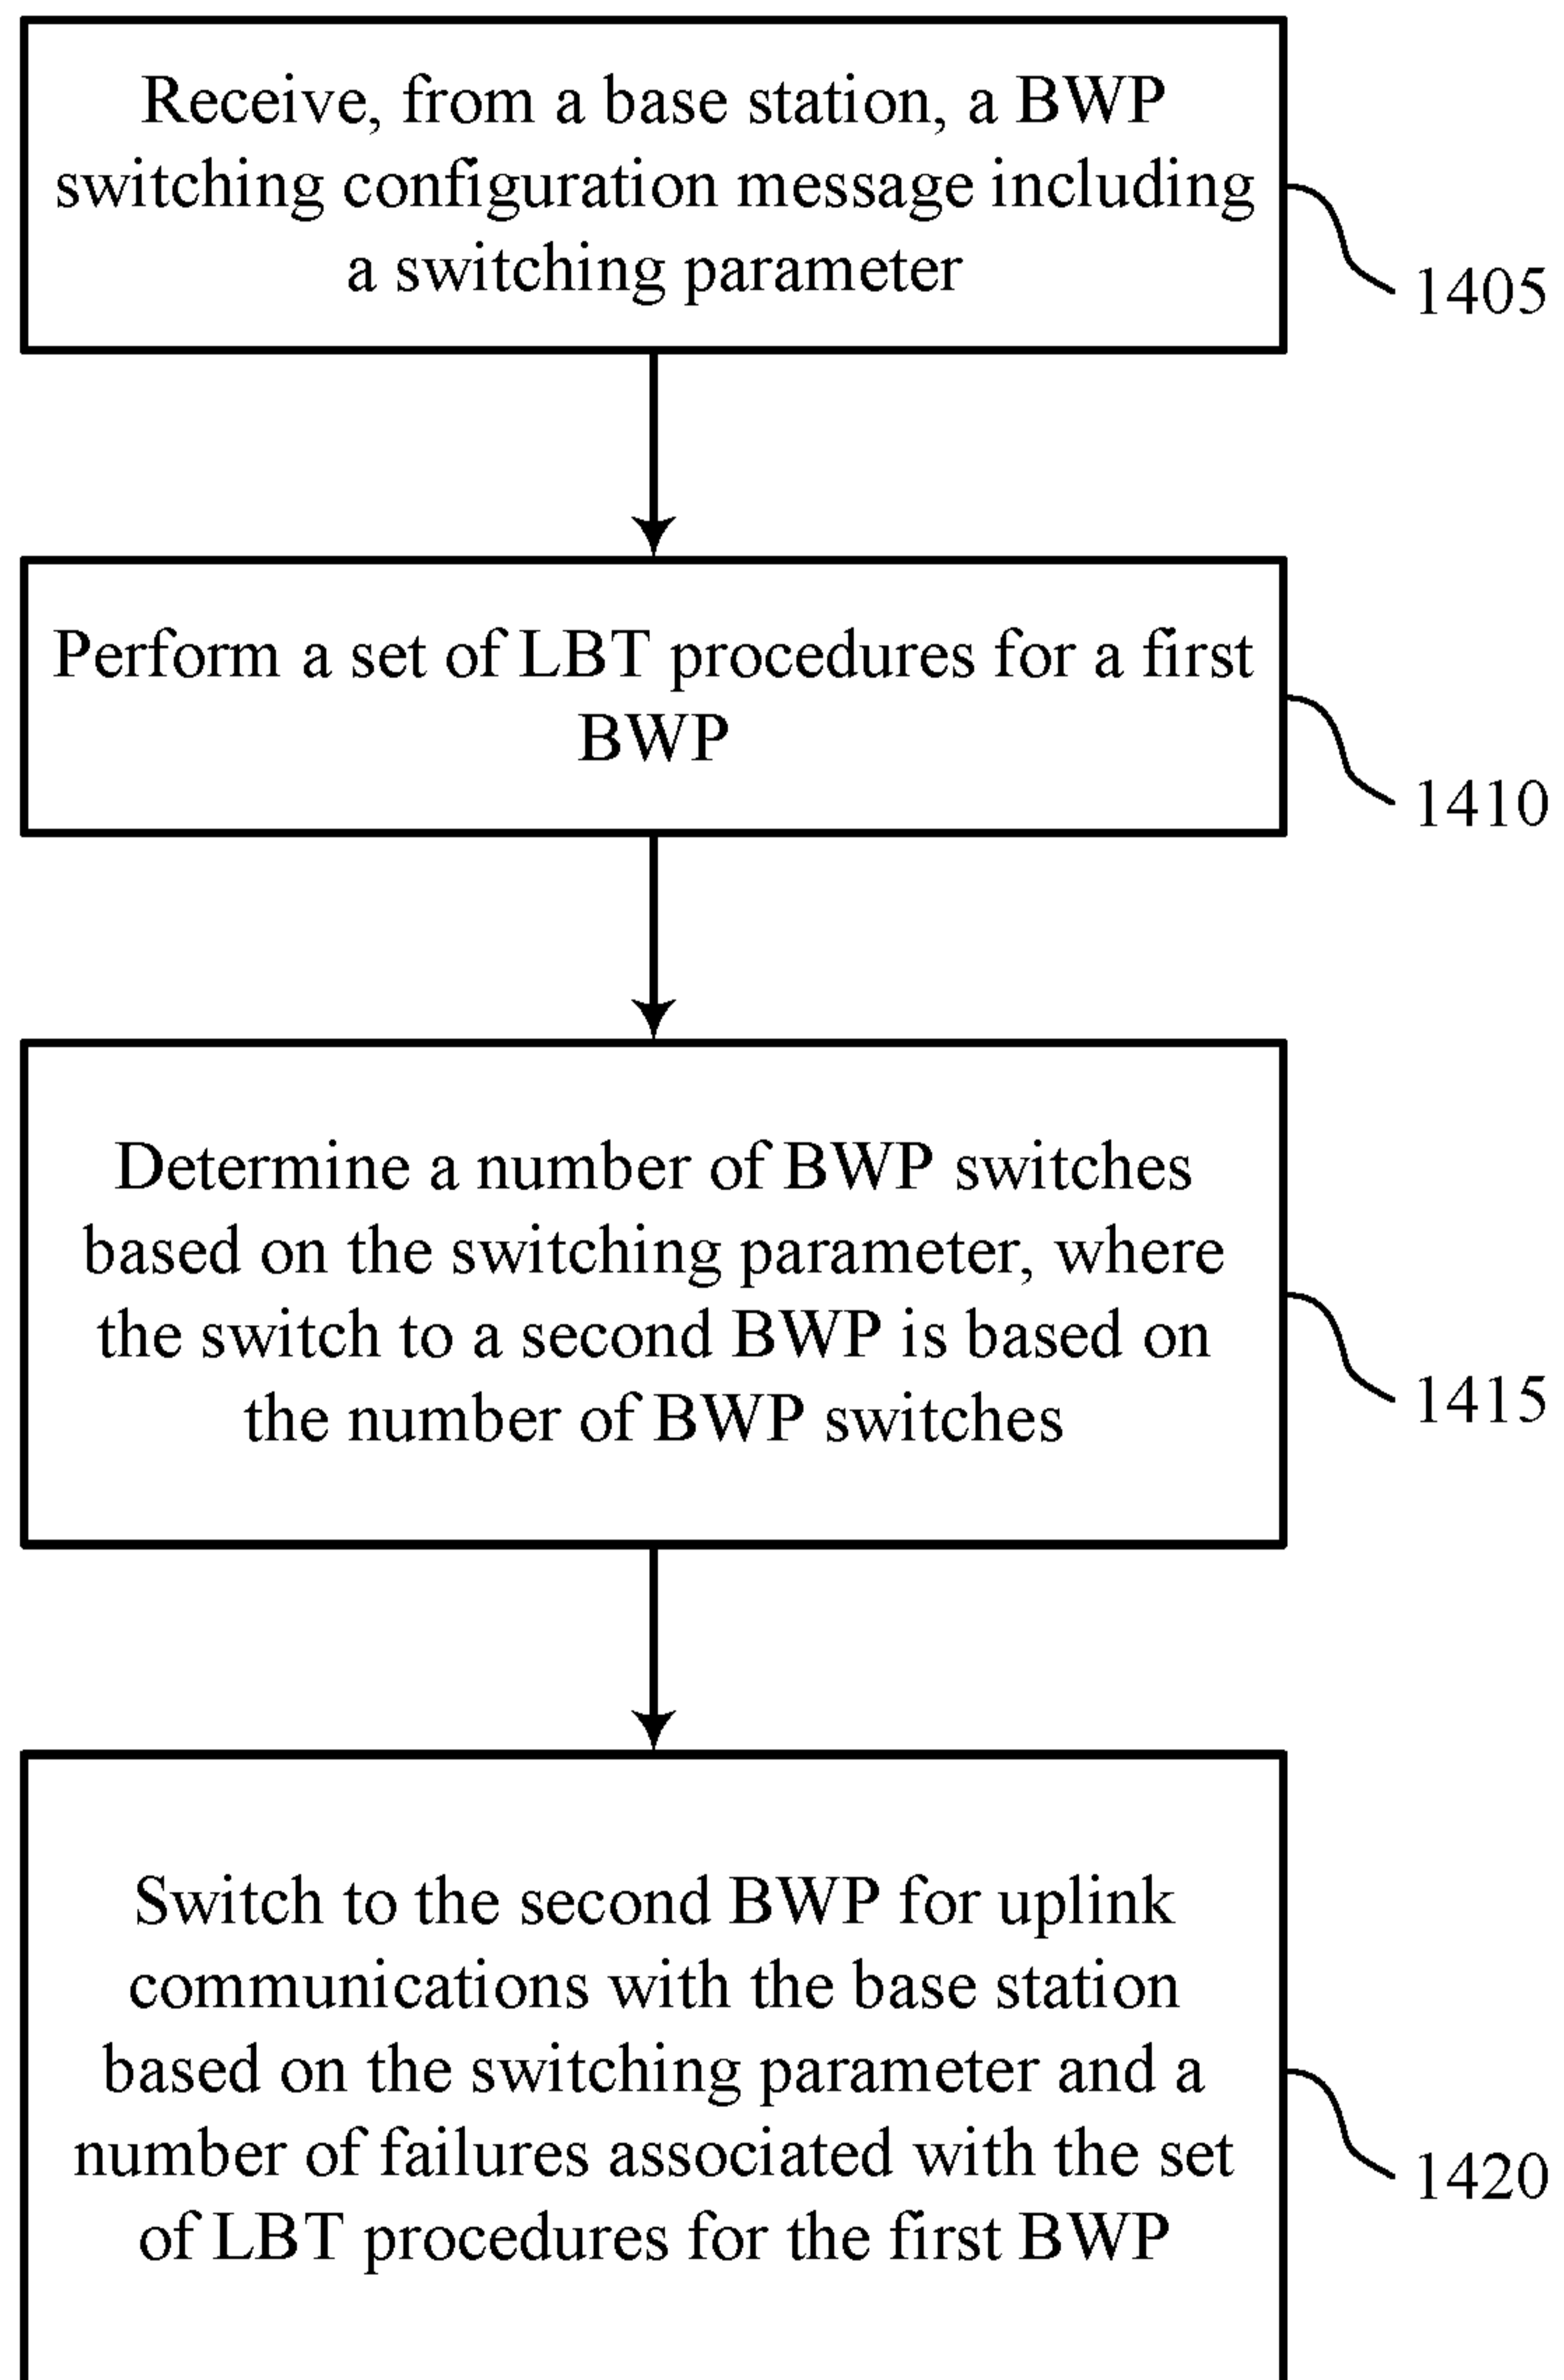 Receive, from a base station, a BWP
switching configuration message including
a switching parameter
1405
Perform a set of LBT procedures for a first
BWP
1410
Determine a number of BWP switches
based on the switching parameter, where
the switch to a second BWP is based on
the number of BWP switches
1415
Switch to the second BWP for uplink
communications with the base station
based on the switching parameter and a
number of failures associated with the set
of LBT procedures for the first BWP
1420